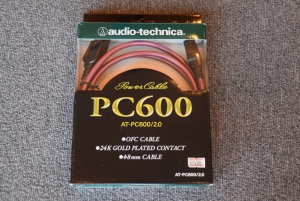 audio-technica
Power Cable
PC600
AT-PC600/2.0
•OFC CABLE
•24K GOLD PLATED CONTACT
•Φ8mm CABLE
AT-PC600/2.0